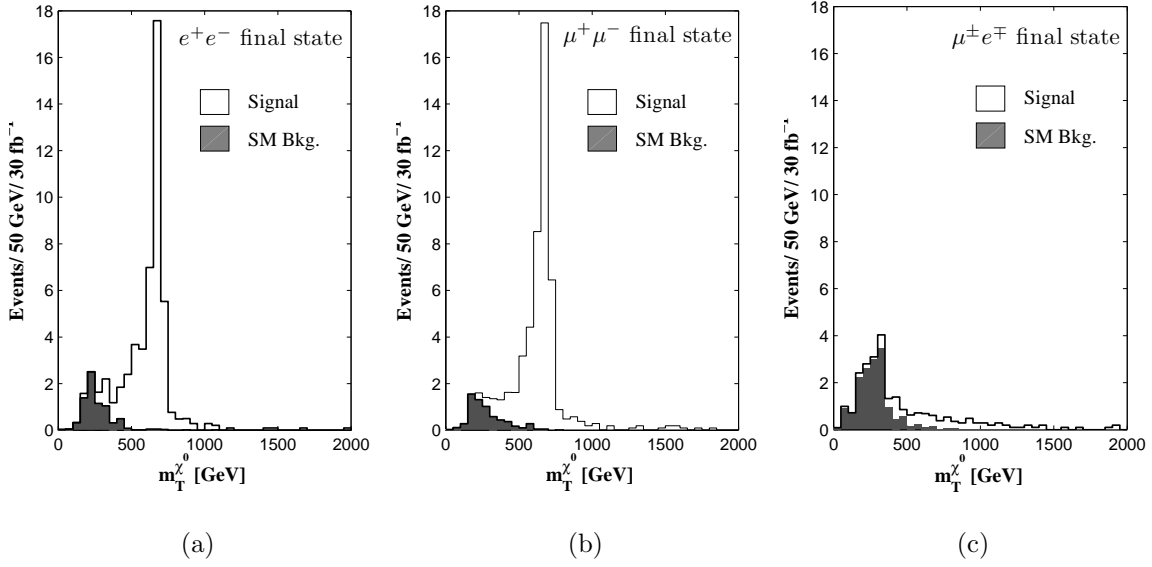 e⁺e⁻ final state
Signal
SM Bkg.
Events/ 50 GeV/ 30 fb⁻¹
18
16
14
12
10
8
6
4
2
0
0 500 1000 1500 2000
m_T^{χ⁰} [GeV]
(a)
μ⁺μ⁻ final state
Signal
SM Bkg.
Events/ 50 GeV/ 30 fb⁻¹
18
16
14
12
10
8
6
4
2
0
0 500 1000 1500 2000
m_T^{χ⁰} [GeV]
(b)
μ^±e^∓ final state
Signal
SM Bkg.
Events/ 50 GeV/ 30 fb⁻¹
18
16
14
12
10
8
6
4
2
0
0 500 1000 1500 2000
m_T^{χ⁰} [GeV]
(c)